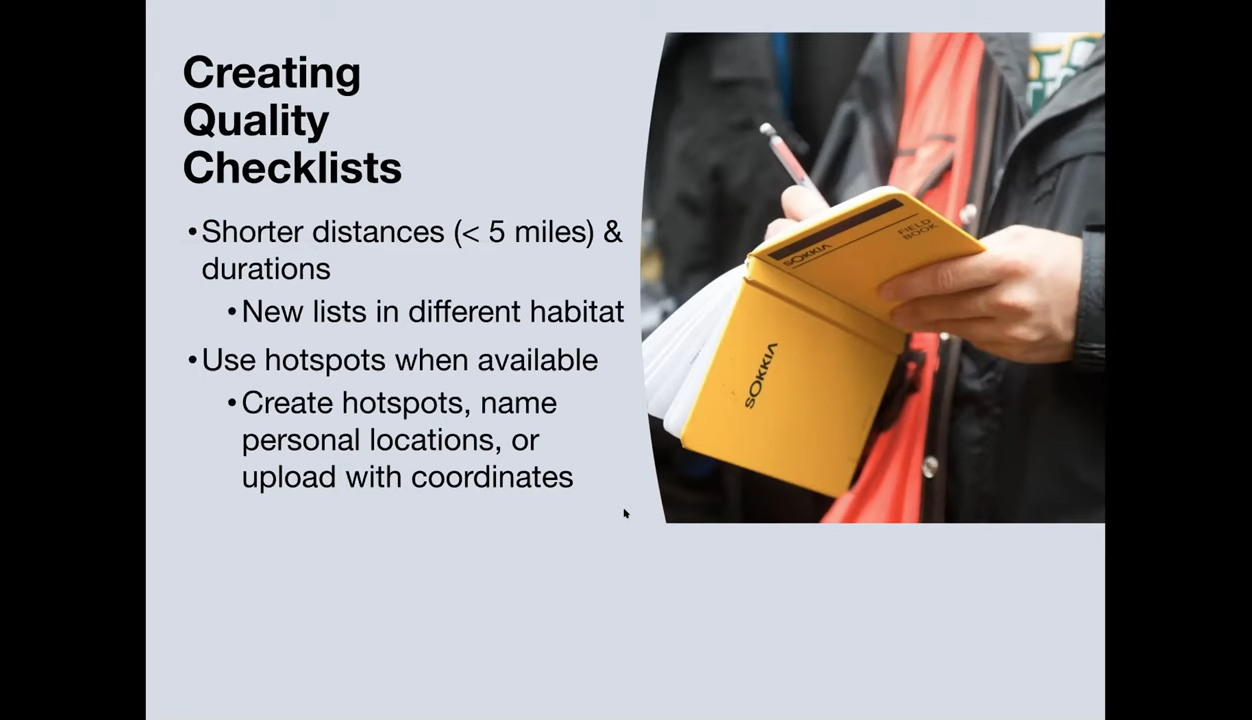 Creating
Quality
Checklists
•Shorter distances (< 5 miles) &
durations
•New lists in different habitat
•Use hotspots when available
•Create hotspots, name
personal locations, or
upload with coordinates
SOKKIA
FIELD
BOOK
SOKKIA